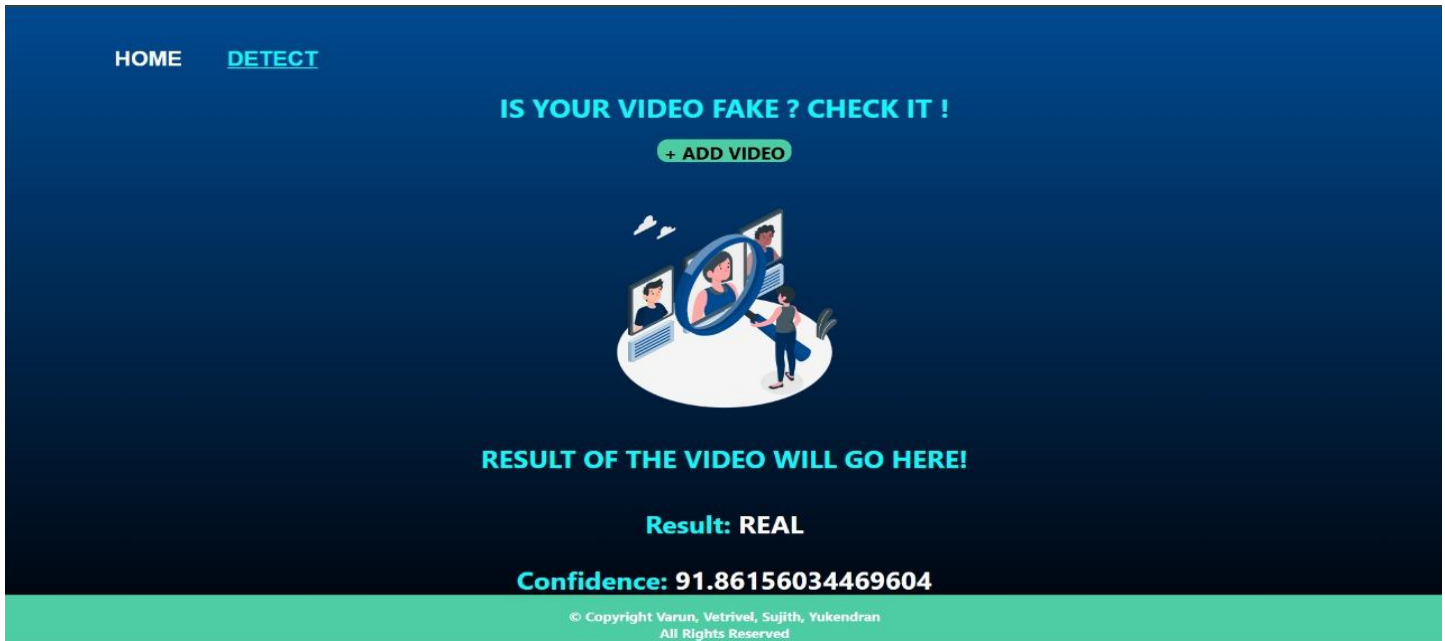 HOME DETECT
IS YOUR VIDEO FAKE ? CHECK IT !
+ ADD VIDEO
RESULT OF THE VIDEO WILL GO HERE!
Result: REAL
Confidence: 91.86156034469604
© Copyright Varun, Vetrivel, Sujith, Yukendran
All Rights Reserved